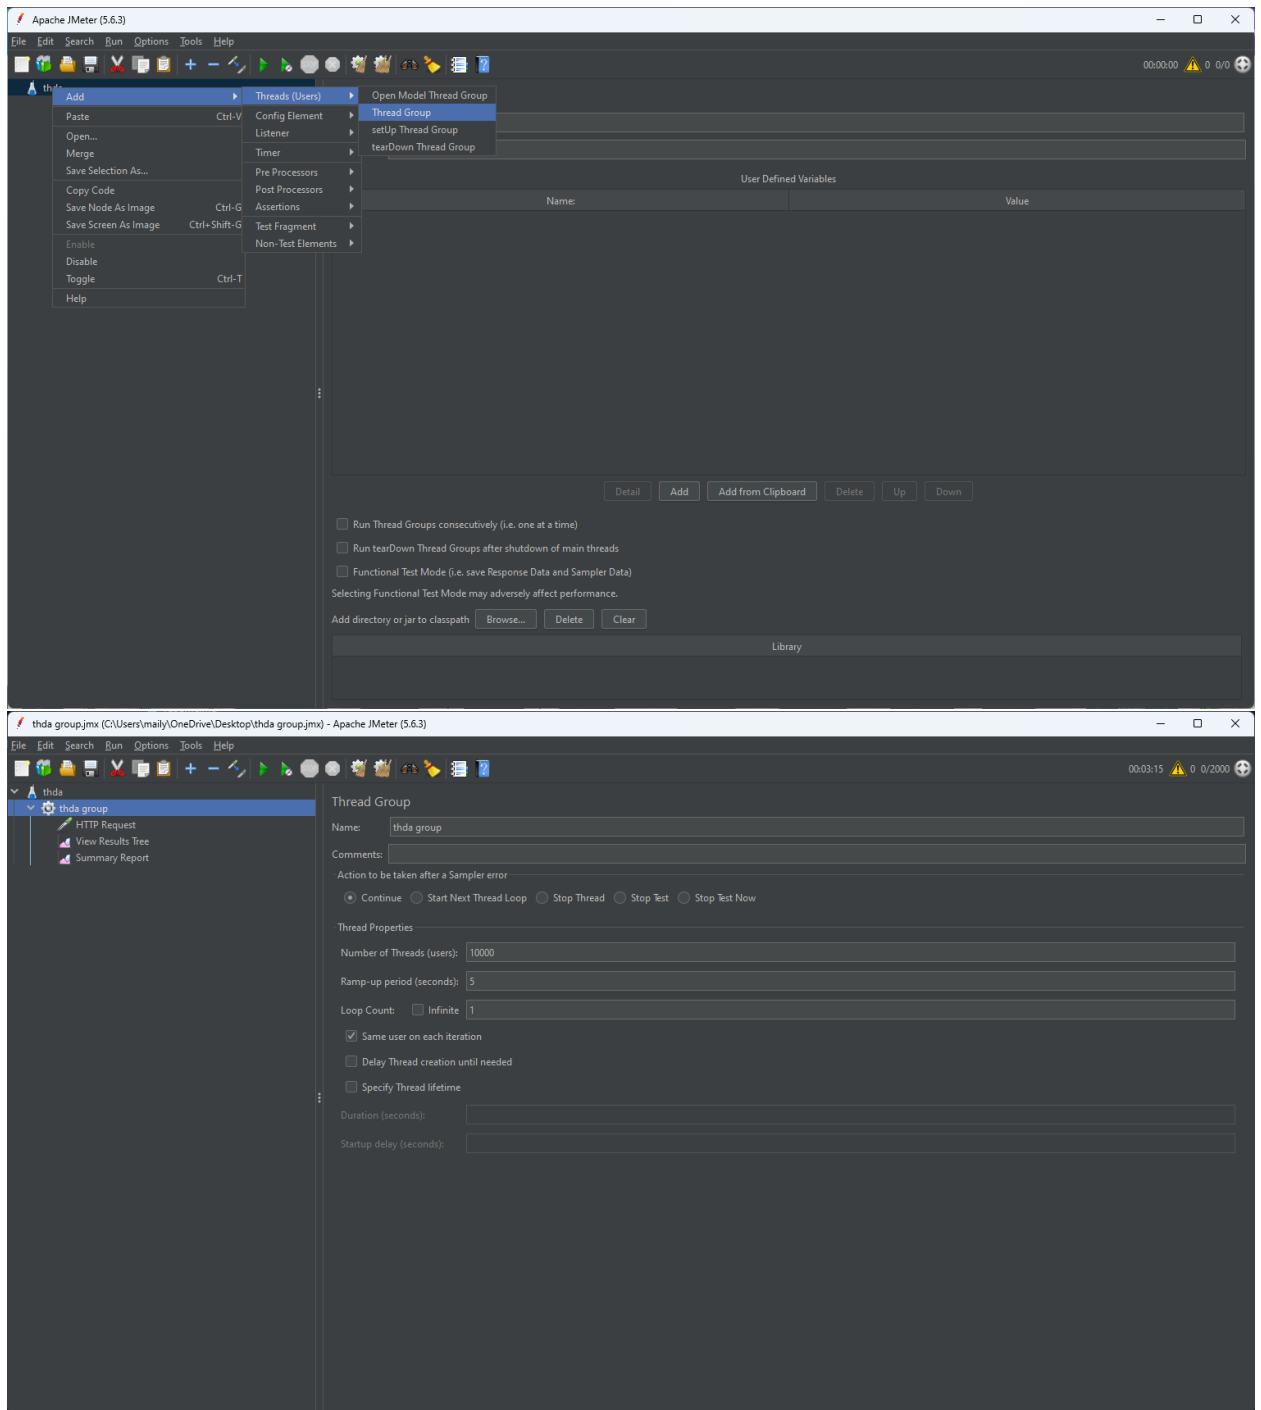 Apache JMeter (5.6.3)
File Edit Search Run Options Tools Help
00:00:00 0 0/0
Add Threads (Users) Open Model Thread Group
Thread Group
Paste Ctrl-V Config Element
Open... Listener setUp Thread Group
Merge Timer tearDown Thread Group
Save Selection As... Pre Processors
Copy Code Post Processors
Save Node As Image Ctrl-G Assertions
Save Screen As Image Ctrl+Shift-G Test Fragment
Enable Non-Test Elements
Disable
Toggle Ctrl-T
Help
User Defined Variables
Name: Value
Detail Add Add from Clipboard Delete Up Down
Run Thread Groups consecutively (i.e. one at a time)
Run tearDown Thread Groups after shutdown of main threads
Functional Test Mode (i.e. save Response Data and Sampler Data)
Selecting Functional Test Mode may adversely affect performance.
Add directory or jar to classpath Browse... Delete Clear
Library
thda group.jmx (C:\Users\maily\OneDrive\Desktop\thda group.jmx) - Apache JMeter (5.6.3)
File Edit Search Run Options Tools Help
00:03:15 0 0/2000
thda
thda group
HTTP Request
View Results Tree
Summary Report
Thread Group
Name: thda group
Comments:
Action to be taken after a Sampler error
Continue Start Next Thread Loop Stop Thread Stop Test Stop Test Now
Thread Properties
Number of Threads (users): 10000
Ramp-up period (seconds): 5
Loop Count: Infinite 1
Same user on each iteration
Delay Thread creation until needed
Specify Thread lifetime
Duration (seconds):
Startup delay (seconds):